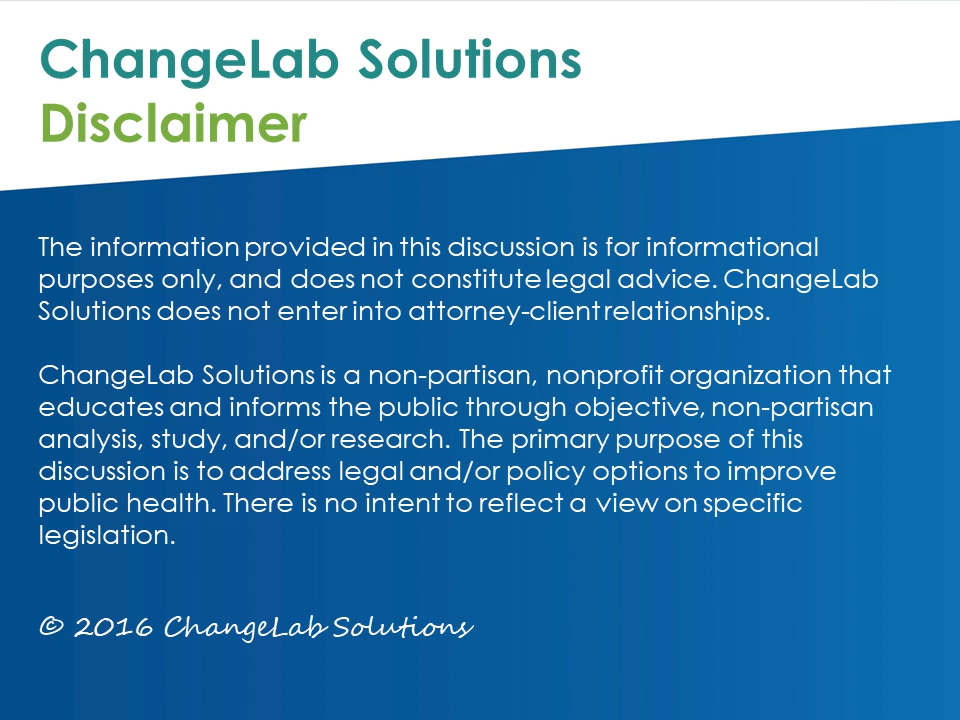 ChangeLab Solutions
Disclaimer
The information provided in this discussion is for informational
purposes only, and does not constitute legal advice. ChangeLab
Solutions does not enter into attorney-client relationships.
ChangeLab Solutions is a non-partisan, nonprofit organization that
educates and informs the public through objective, non-partisan
analysis, study, and/or research. The primary purpose of this
discussion is to address legal and/or policy options to improve
public health. There is no intent to reflect a view on specific
legislation.
© 2016 ChangeLab Solutions